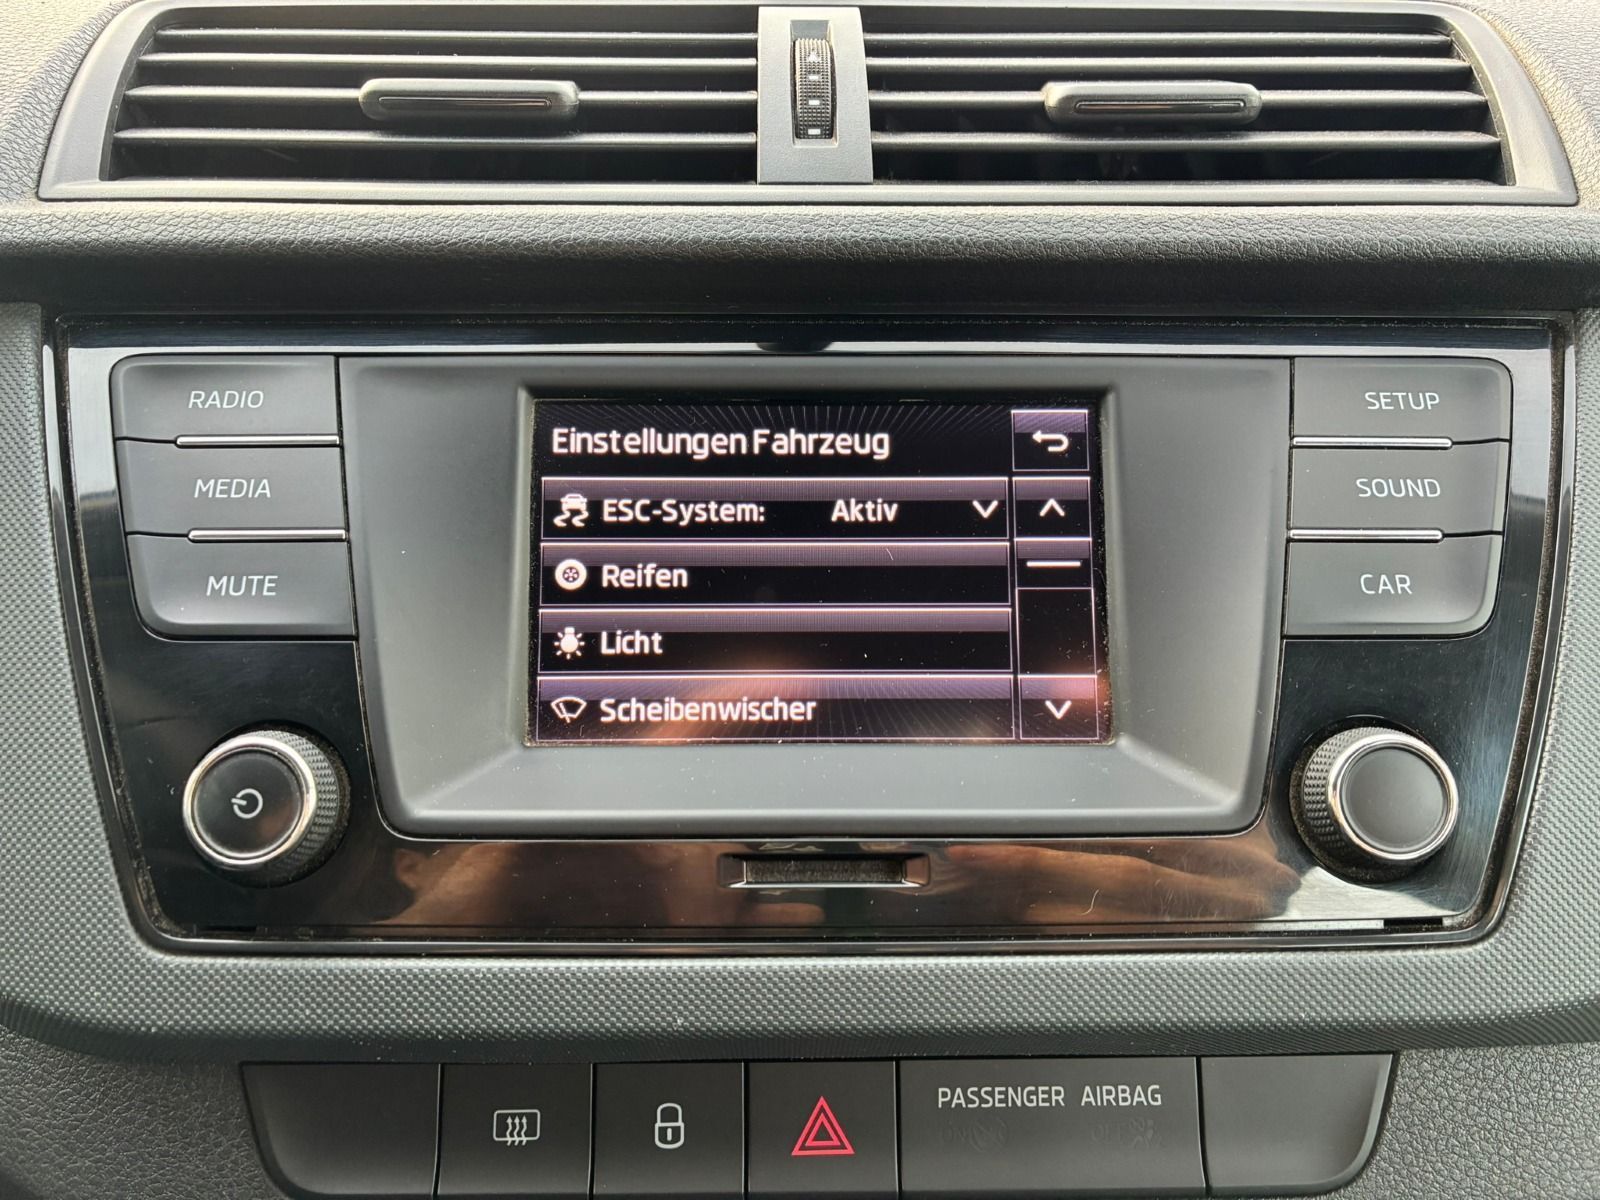 RADIO
MEDIA
MUTE
Einstellungen Fahrzeug
ESC-System: Aktiv
Reifen
Licht
Scheibenwischer
SETUP
SOUND
CAR
PASSENGER AIRBAG